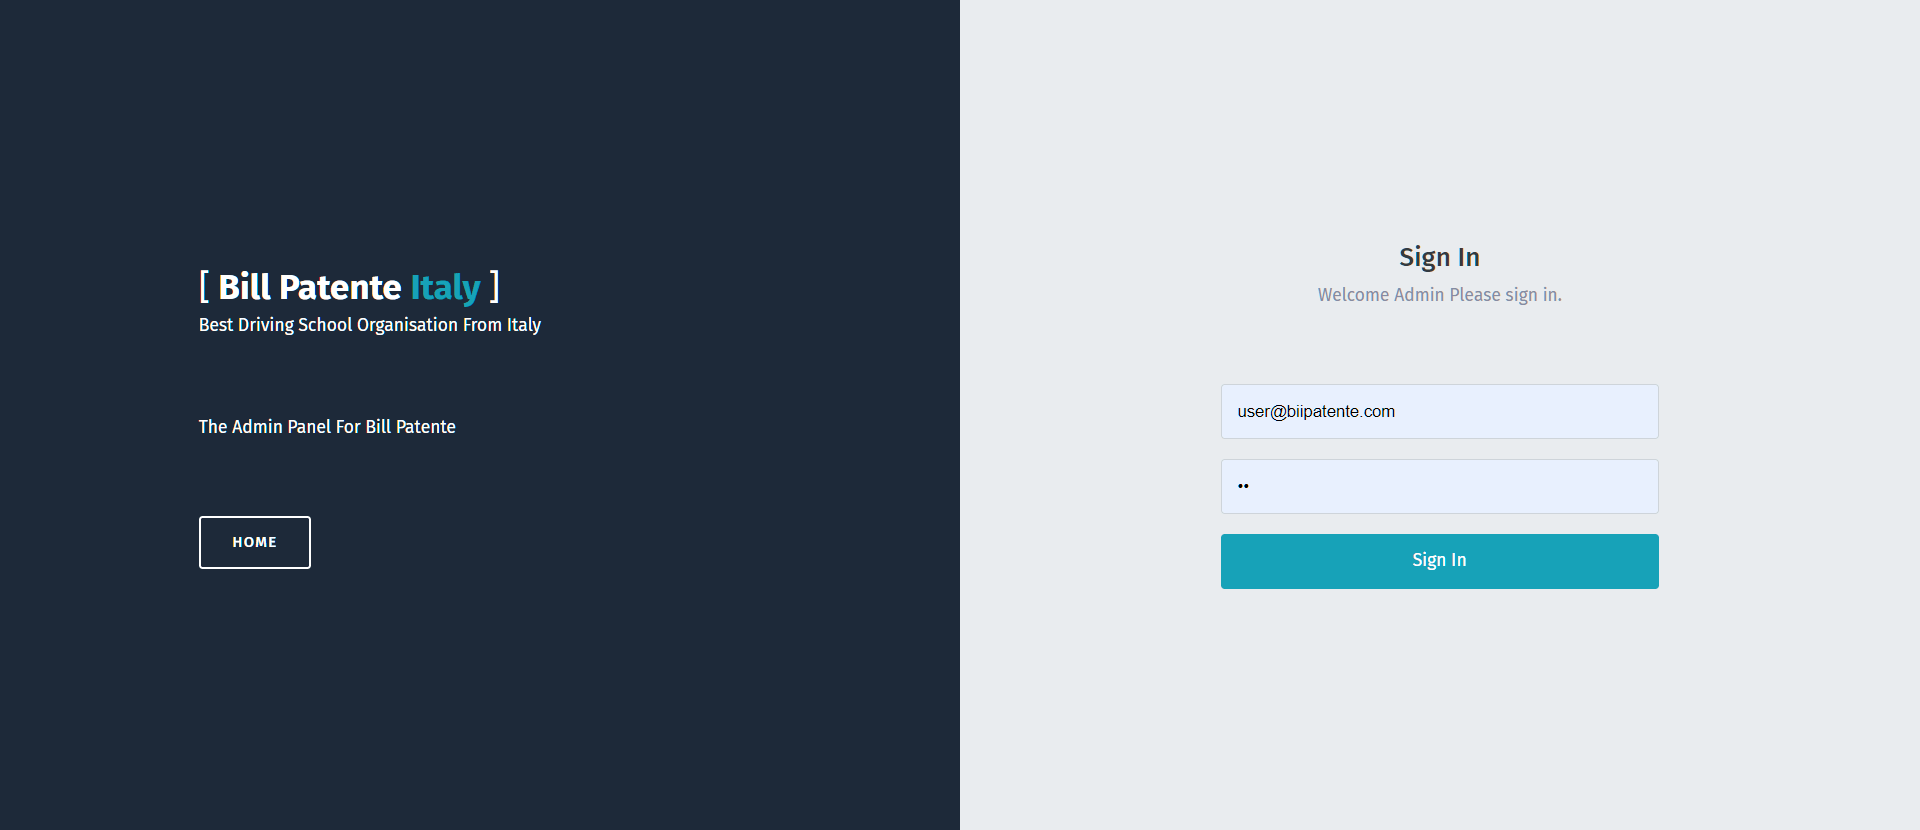 [ Bill Patente Italy ]
Best Driving School Organisation From Italy
The Admin Panel For Bill Patente
HOME
Sign In
Welcome Admin Please sign in.
user@biipatente.com
••
Sign In